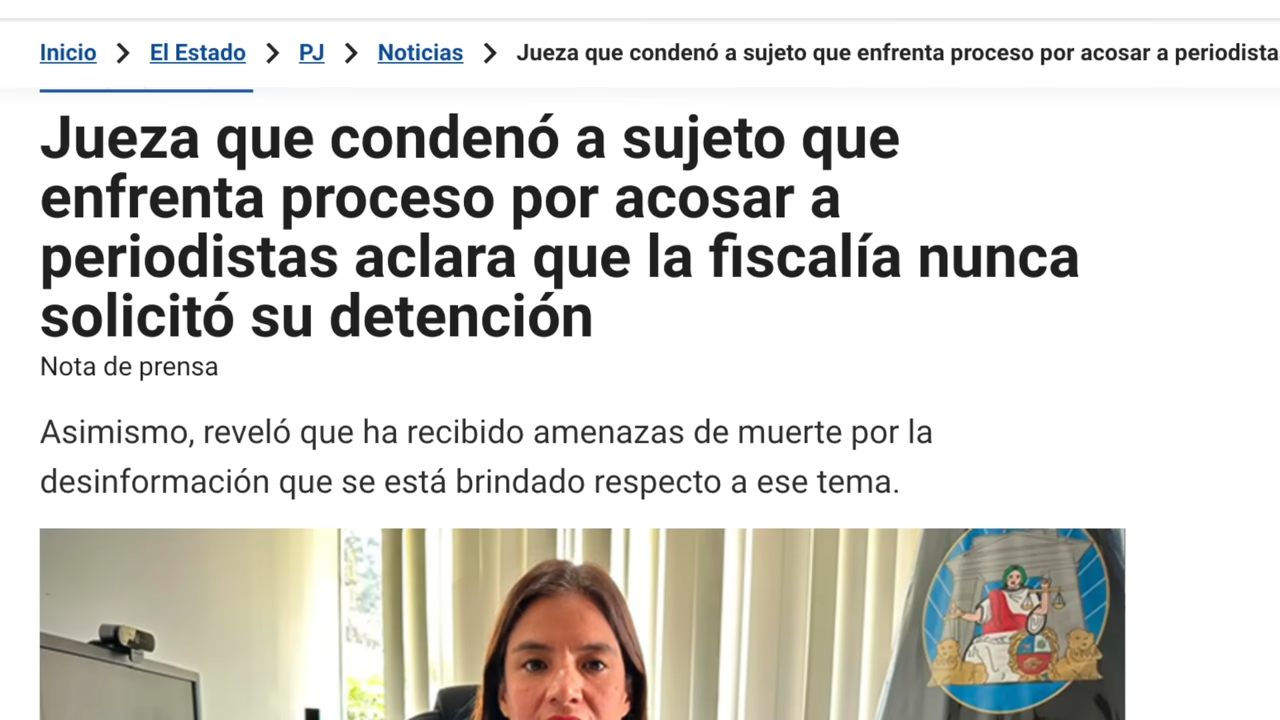 Inicio > El Estado > PJ > Noticias > Jueza que condenó a sujeto que enfrenta proceso por acosar a periodistas
Jueza que condenó a sujeto que
enfrenta proceso por acosar a
periodistas aclara que la fiscalía nunca
solicitó su detención
Nota de prensa
Asimismo, reveló que ha recibido amenazas de muerte por la
desinformación que se está brindado respecto a ese tema.